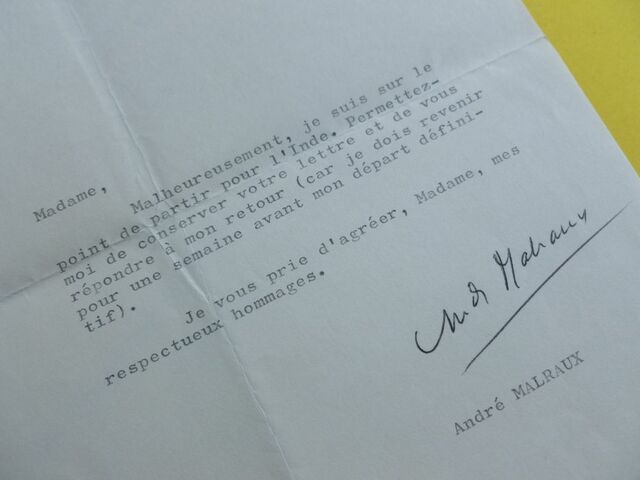 Madame,
Malheureusement, je suis sur le
point de partir pour l'Inde. Permettez-
moi de conserver votre lettre et de vous
répondre à mon retour (car je dois revenir
pour une semaine avant mon départ défini-
tif).
Je vous prie d'agréer, Madame, mes
respectueux hommages.
André Malraux
André MALRAUX